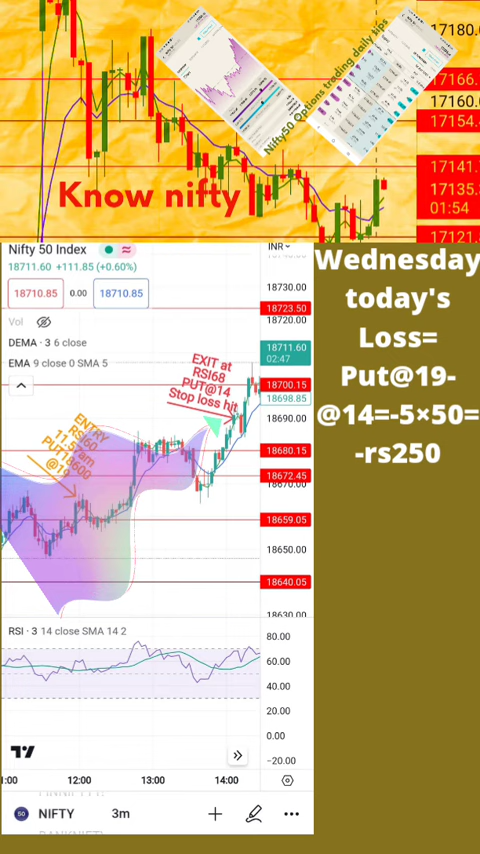 17180.
17166.
17160.
17154.
Nifty50 Options trading daily kips
17141.
Know nifty
17135.
01:54
17121.
Nifty 50 Index
INR
18711.60 +111.85 (+0.60%)
18710.85 0.00 18710.85
18730.00
18723.50
18720.00
Vol
DEMA · 3 6 close
EMA 9 close 0 SMA 5
18711.60
02:47
18700.15
18698.85
18690.00
18680.15
18672.45
18670.00
18659.05
18650.00
18640.05
18630.00
EXIT at
RSI68
PUT@14
Stop loss hit
ENTRY
RSI60
11.57am
PUT18600
@19
RSI · 3 14 close SMA 14 2
80.00
60.00
40.00
20.00
0.00
−20.00
1:00 12:00 13:00 14:00
50 NIFTY 3m
Wednesday
today's
Loss=
Put@19-
@14=-5×50=
-rs250